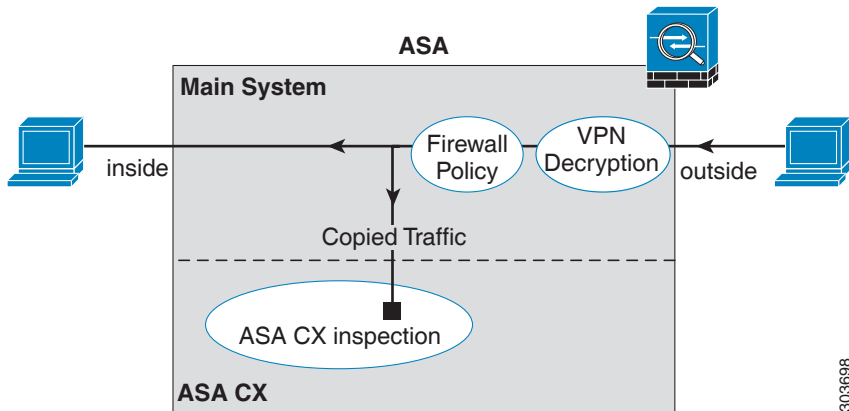 ASA
Main System
VPN
Decryption
Firewall
Policy
inside
outside
Copied Traffic
ASA CX inspection
ASA CX
303698